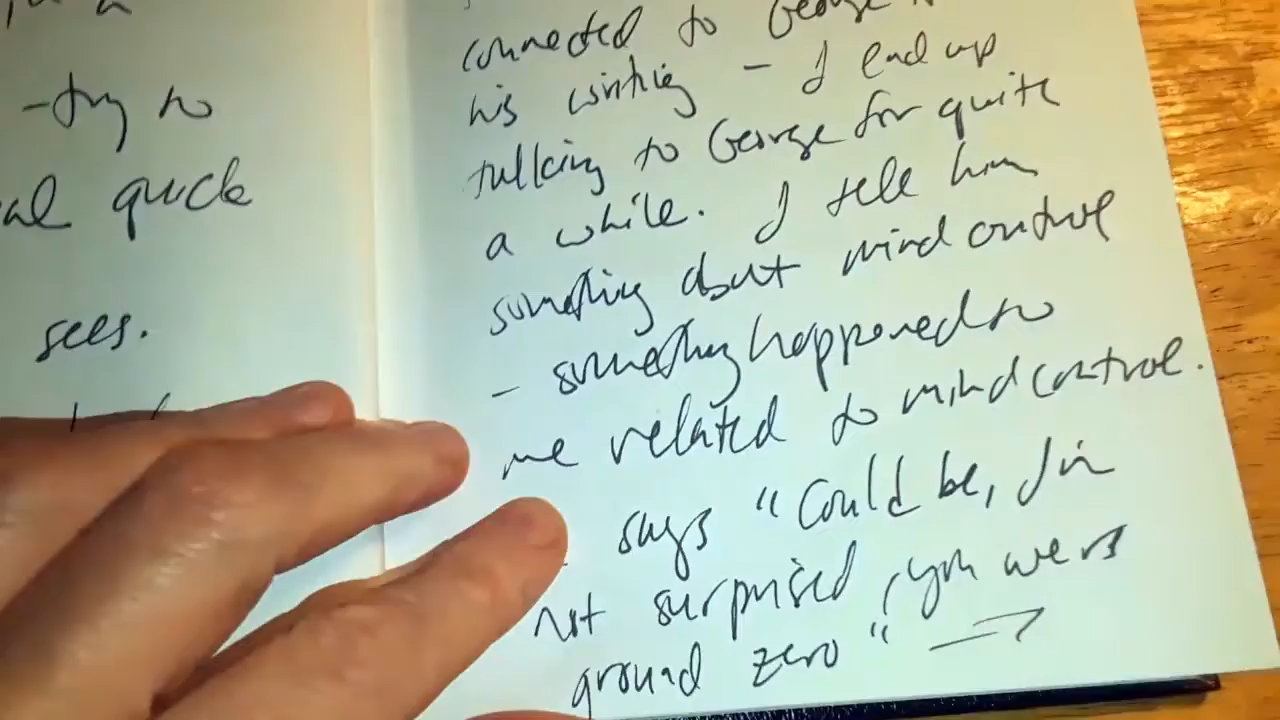 -try to
quick
sees.
connected to George
his writing - I end up
talking to George for quite
a while. I tell him
something about mind control
- something happened to
me related to mind control.
says "Could be, I'm
not surprised, you were
ground zero" →